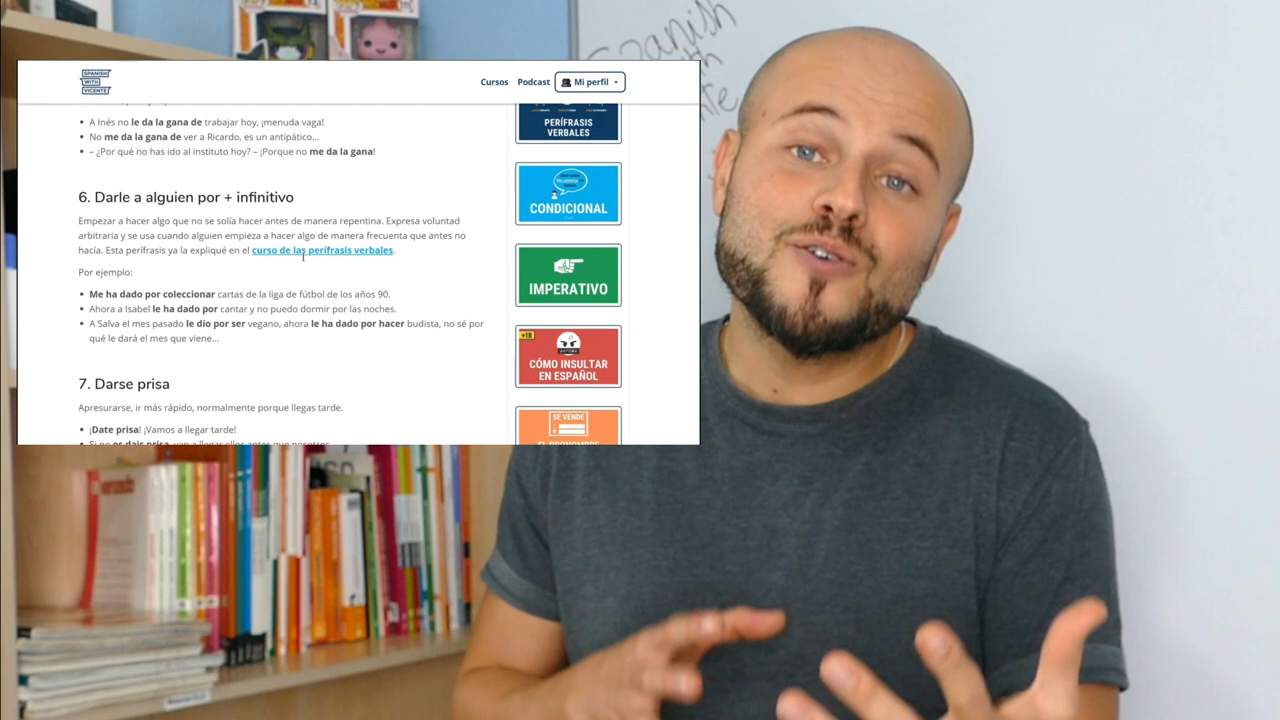 Spanish
SPANISH
WITH
VICENTE
Cursos
Podcast
Mi perfil
• A Inés no le da la gana de trabajar hoy, ¡menuda vaga!
• No me da la gana de ver a Ricardo, es un antipático...
• – ¿Por qué no has ido al instituto hoy? – ¡Porque no me da la gana!
6. Darle a alguien por + infinitivo
Empezar a hacer algo que no se solía hacer antes de manera repentina. Expresa voluntad
arbitraria y se usa cuando alguien empieza a hacer algo de manera frecuente que antes no
hacía. Esta perífrasis ya la expliqué en el curso de las perífrasis verbales.
Por ejemplo:
• Me ha dado por coleccionar cartas de la liga de fútbol de los años 90.
• Ahora a Isabel le ha dado por cantar y no puedo dormir por las noches.
• A Salva el mes pasado le dio por ser vegano, ahora le ha dado por hacer budista, no sé por
qué le dará el mes que viene...
7. Darse prisa
Apresurarse, ir más rápido, normalmente porque llegas tarde.
• ¡Date prisa! ¡Vamos a llegar tarde!
PERÍFRASIS
VERBALES
CONDICIONAL
IMPERATIVO
+18
CÓMO INSULTAR
EN ESPAÑOL
SE VENDE